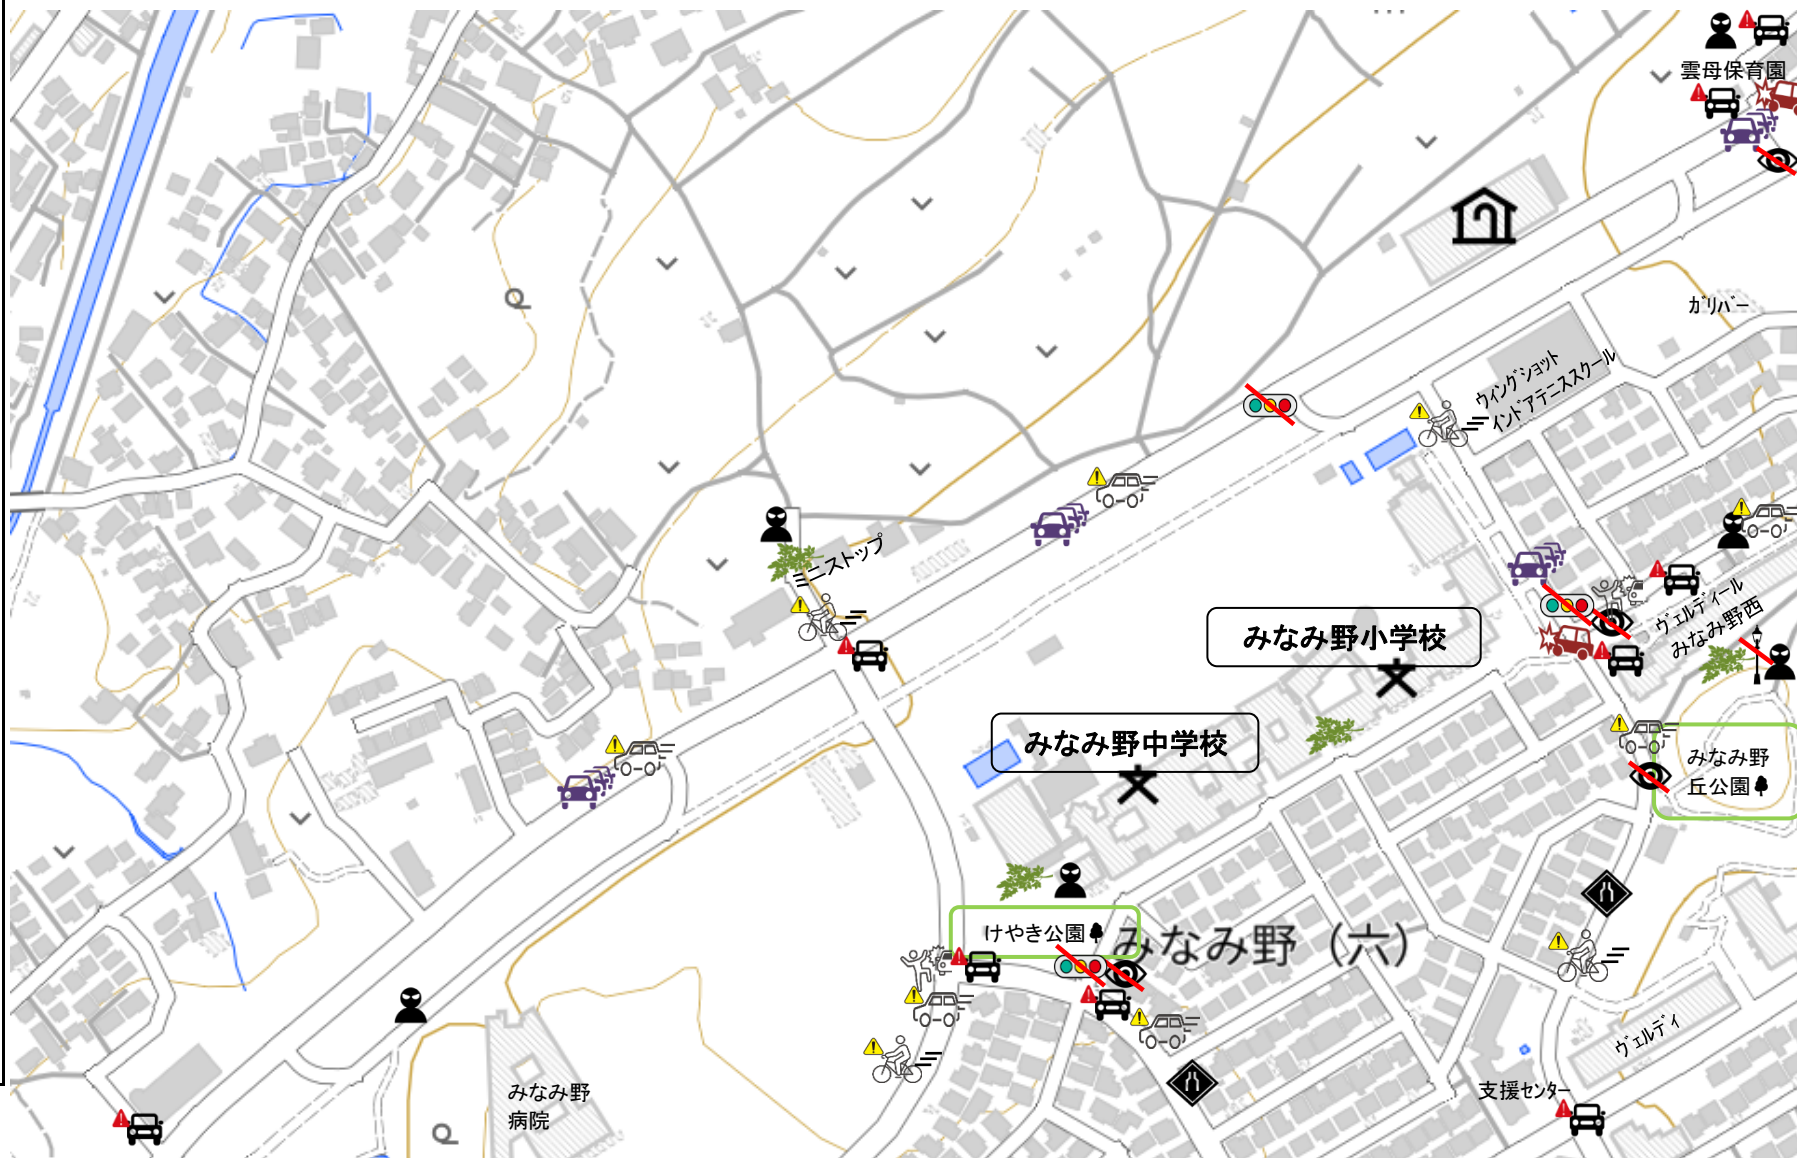 雲母保育園
ガリバー
ウィングショット
インドアテニススクール
ミニストップ
みなみ野小学校
ヴェルディール
みなみ野西
みなみ野中学校
みなみ野
丘公園
けやき公園
みなみ野（六）
ヴェルディ
支援センター
みなみ野
病院